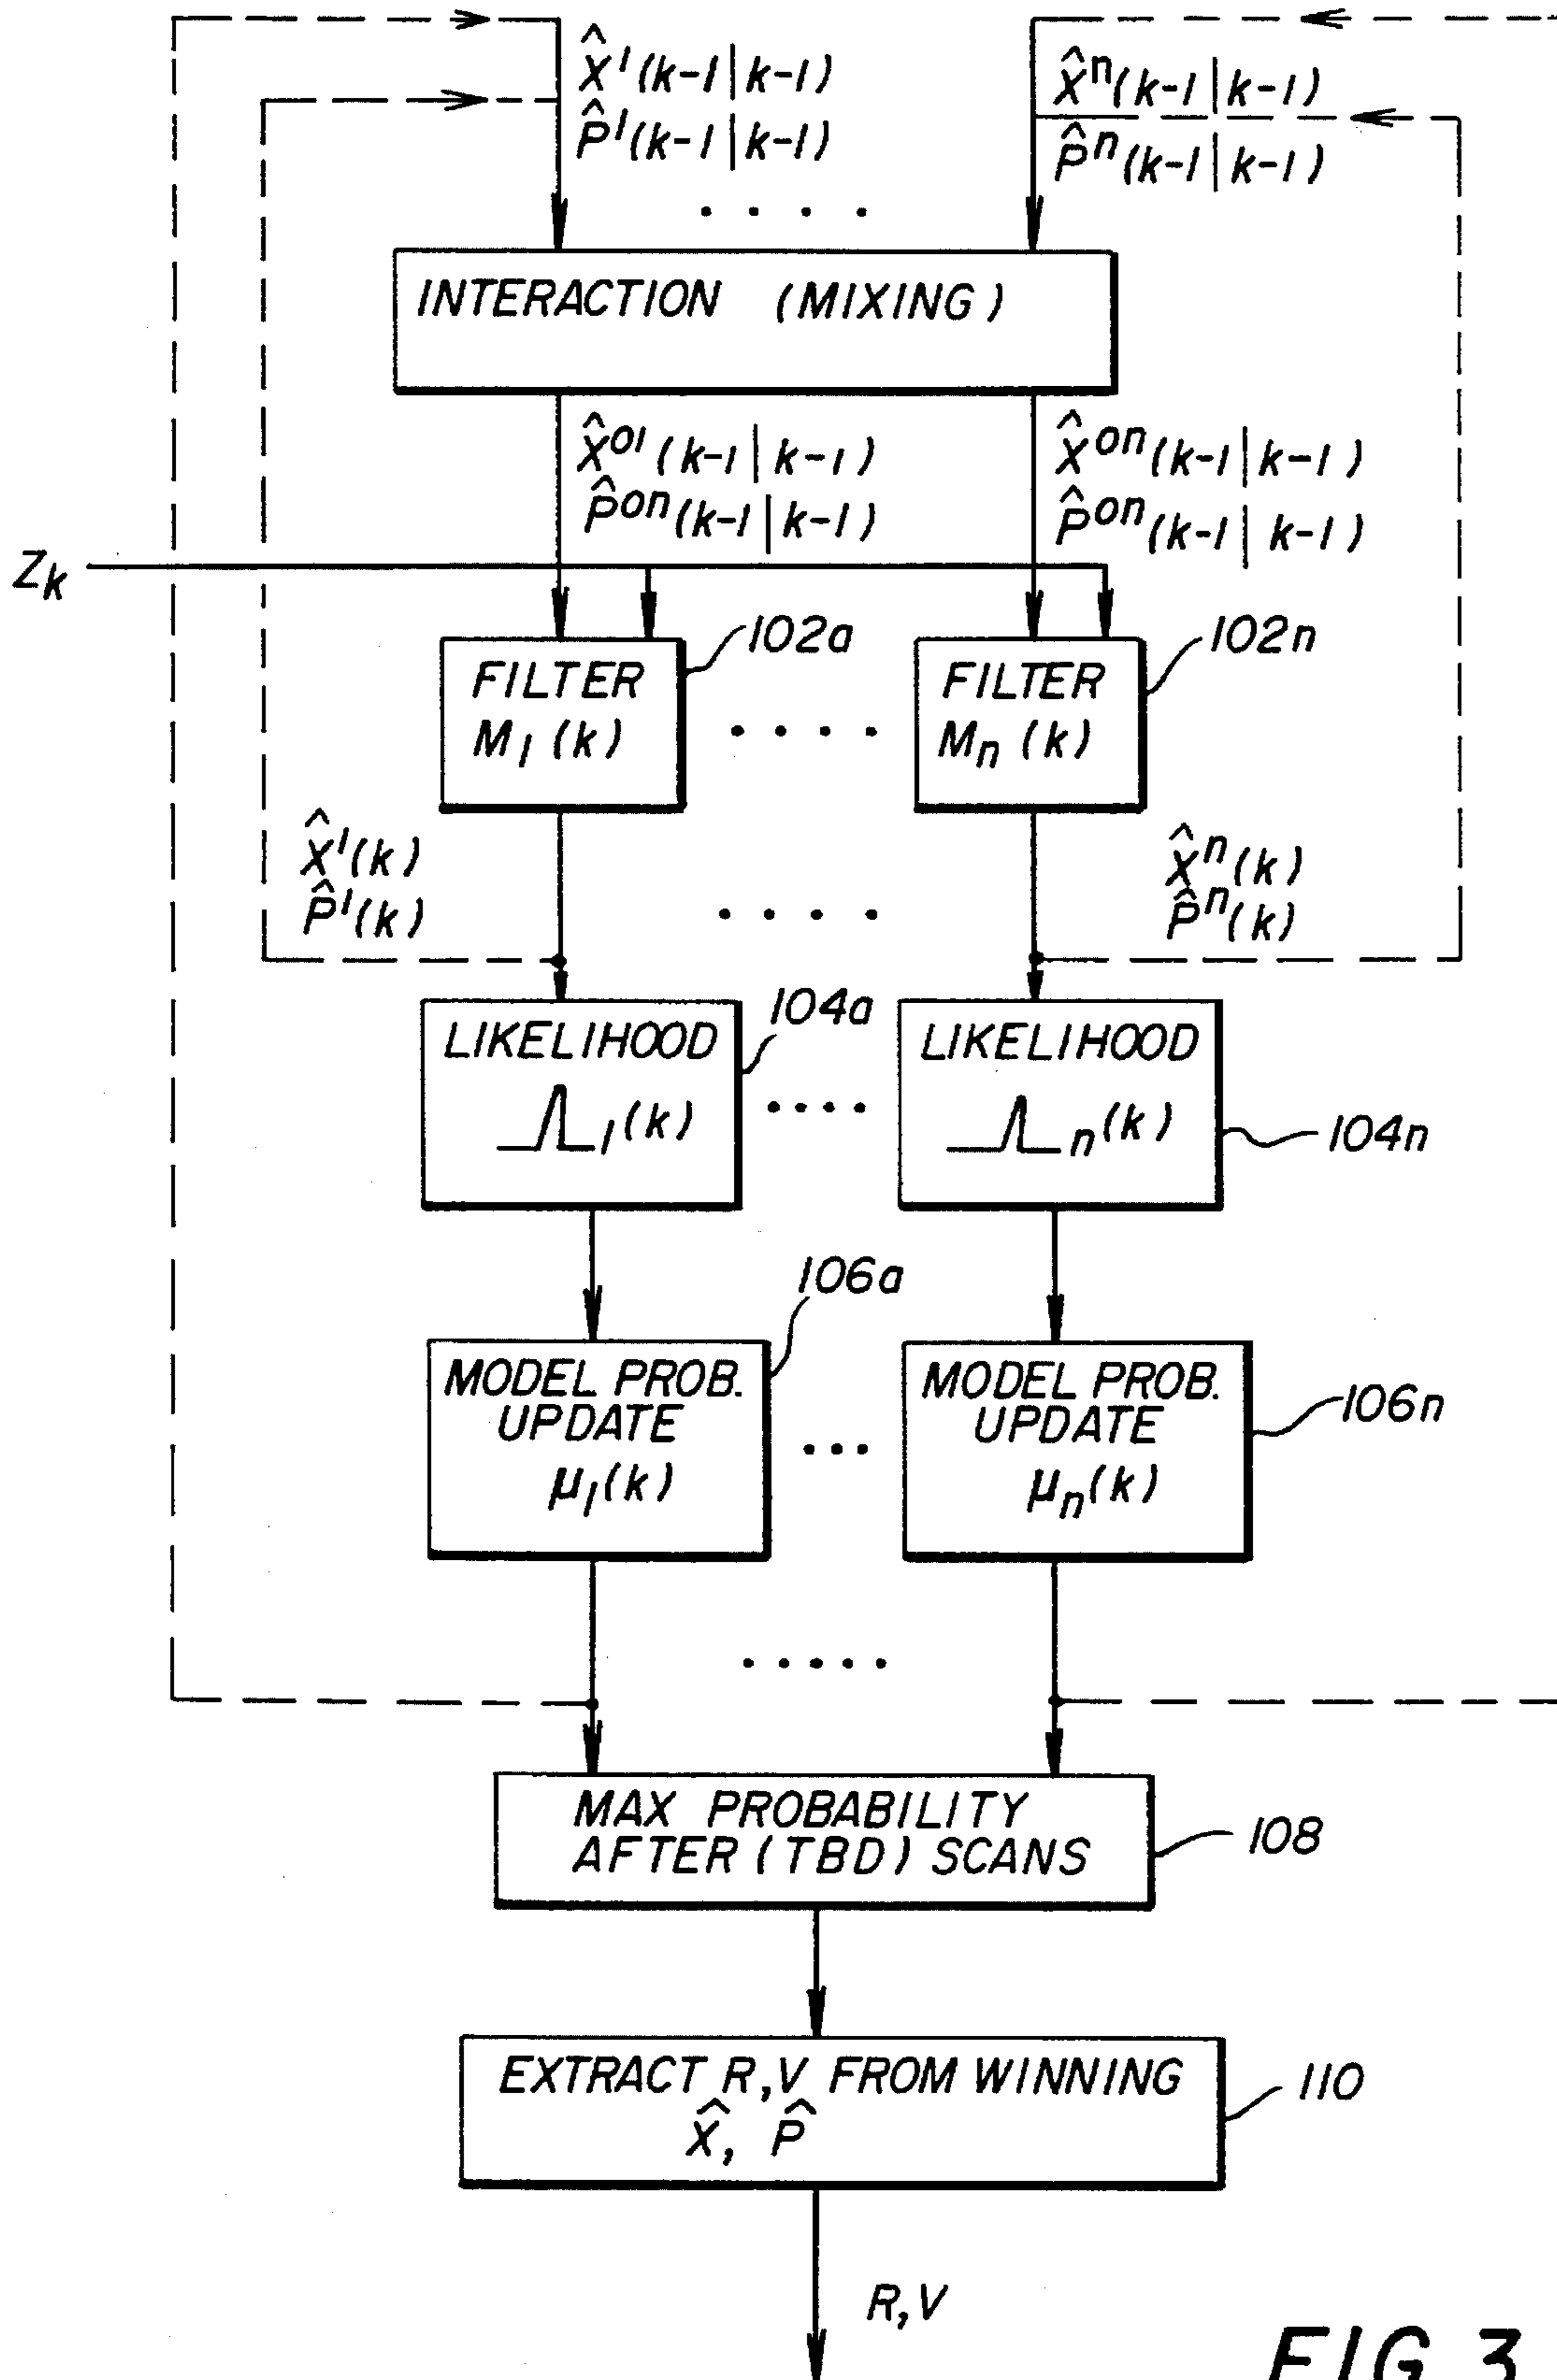 X̂¹(k-1|k-1)
P̂¹(k-1|k-1)
X̂ⁿ(k-1|k-1)
P̂ⁿ(k-1|k-1)
. . . .
INTERACTION (MIXING)
X̂⁰¹(k-1|k-1)
P̂⁰ⁿ(k-1|k-1)
X̂⁰ⁿ(k-1|k-1)
P̂⁰ⁿ(k-1|k-1)
Zₖ
102a
102n
FILTER
M₁(k)
. . . .
FILTER
Mₙ(k)
X̂¹(k)
P̂¹(k)
. . . .
X̂ⁿ(k)
P̂ⁿ(k)
104a
LIKELIHOOD
Λ₁(k)
. . . .
LIKELIHOOD
Λₙ(k)
104n
106a
MODEL PROB.
UPDATE
μ₁(k)
. . .
MODEL PROB.
UPDATE
μₙ(k)
106n
. . . . .
MAX PROBABILITY
AFTER (TBD) SCANS
108
EXTRACT R,V FROM WINNING
X̂, P̂
110
R,V
FIG.3